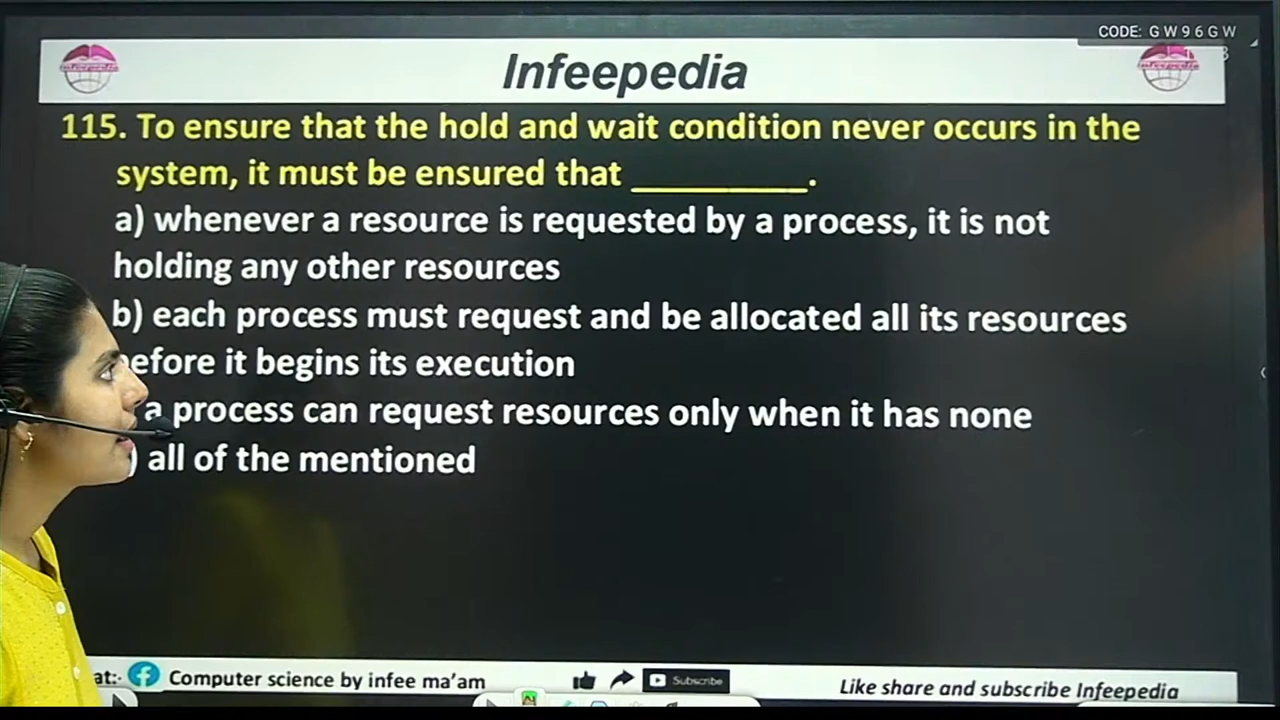 CODE: G W 9 6 G W
Infeepedia
115. To ensure that the hold and wait condition never occurs in the
system, it must be ensured that __________.
a) whenever a resource is requested by a process, it is not
holding any other resources
b) each process must request and be allocated all its resources
efore it begins its execution
a process can request resources only when it has none
) all of the mentioned
at:- Computer science by infee ma'am
Subscribe
Like share and subscribe Infeepedia